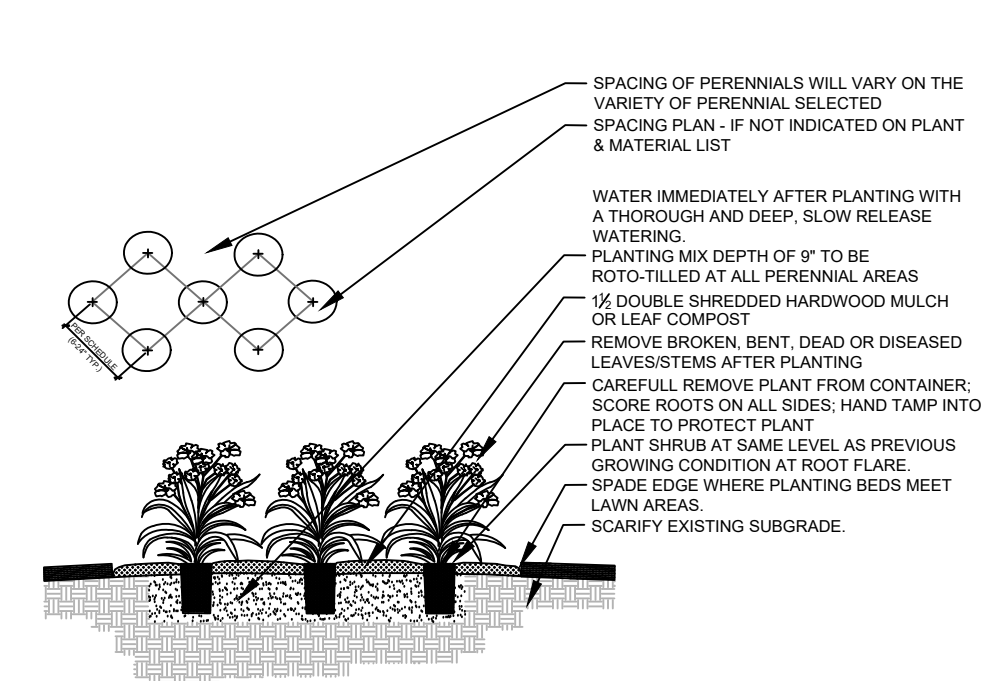 SPACING OF PERENNIALS WILL VARY ON THE
VARIETY OF PERENNIAL SELECTED
SPACING PLAN - IF NOT INDICATED ON PLANT
& MATERIAL LIST
WATER IMMEDIATELY AFTER PLANTING WITH
A THOROUGH AND DEEP, SLOW RELEASE
WATERING.
PLANTING MIX DEPTH OF 9" TO BE
ROTO-TILLED AT ALL PERENNIAL AREAS
1½ DOUBLE SHREDDED HARDWOOD MULCH
OR LEAF COMPOST
REMOVE BROKEN, BENT, DEAD OR DISEASED
LEAVES/STEMS AFTER PLANTING
CAREFULL REMOVE PLANT FROM CONTAINER;
SCORE ROOTS ON ALL SIDES; HAND TAMP INTO
PLACE TO PROTECT PLANT
PLANT SHRUB AT SAME LEVEL AS PREVIOUS
GROWING CONDITION AT ROOT FLARE.
SPADE EDGE WHERE PLANTING BEDS MEET
LAWN AREAS.
SCARIFY EXISTING SUBGRADE.
PER SCHEDULE
(6-24" TYP.)